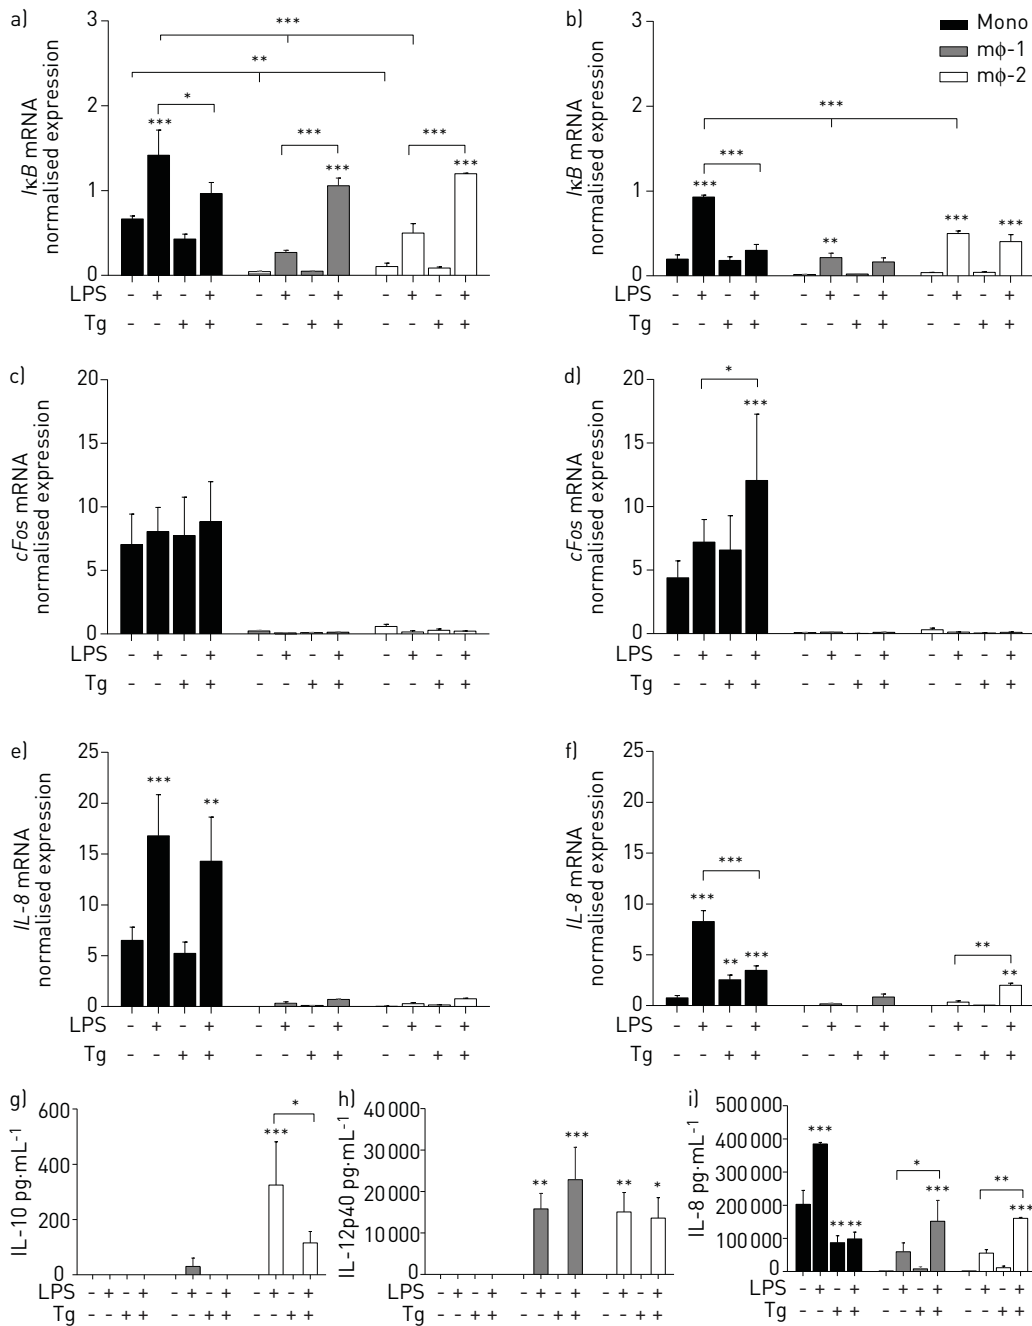 a)
IκB mRNA
normalised expression
3
2
1
0
***
**
*
***
***
***
***
***
LPS - + - + - + - + - + - +
Tg - - + + - - + + - - + +
b)
Mono
mϕ-1
mϕ-2
IκB mRNA
normalised expression
3
2
1
0
***
***
***
**
***
***
LPS - + - + - + - + - + - +
Tg - - + + - - + + - - + +
c)
cFos mRNA
normalised expression
20
15
10
5
0
LPS - + - + - + - + - + - +
Tg - - + + - - + + - - + +
d)
cFos mRNA
normalised expression
20
15
10
5
0
*
***
LPS - + - + - + - + - + - +
Tg - - + + - - + + - - + +
e)
IL-8 mRNA
normalised expression
25
20
15
10
5
0
***
**
LPS - + - + - + - + - + - +
Tg - - + + - - + + - - + +
f)
IL-8 mRNA
normalised expression
25
20
15
10
5
0
***
***
** ***
**
**
LPS - + - + - + - + - + - +
Tg - - + + - - + + - - + +
g)
IL-10 pg·mL-1
600
400
200
0
*
***
LPS - + - + - + - + - + - +
Tg - - + + - - + + - - + +
h)
IL-12p40 pg·mL-1
40 000
30 000
20 000
10 000
0
**
***
**
*
LPS - + - + - + - + - + - +
Tg - - + + - - + + - - + +
i)
IL-8 pg·mL-1
500 000
400 000
300 000
200 000
100 000
0
***
** **
*
***
**
***
LPS - + - + - + - + - + - +
Tg - - + + - - + + - - + +